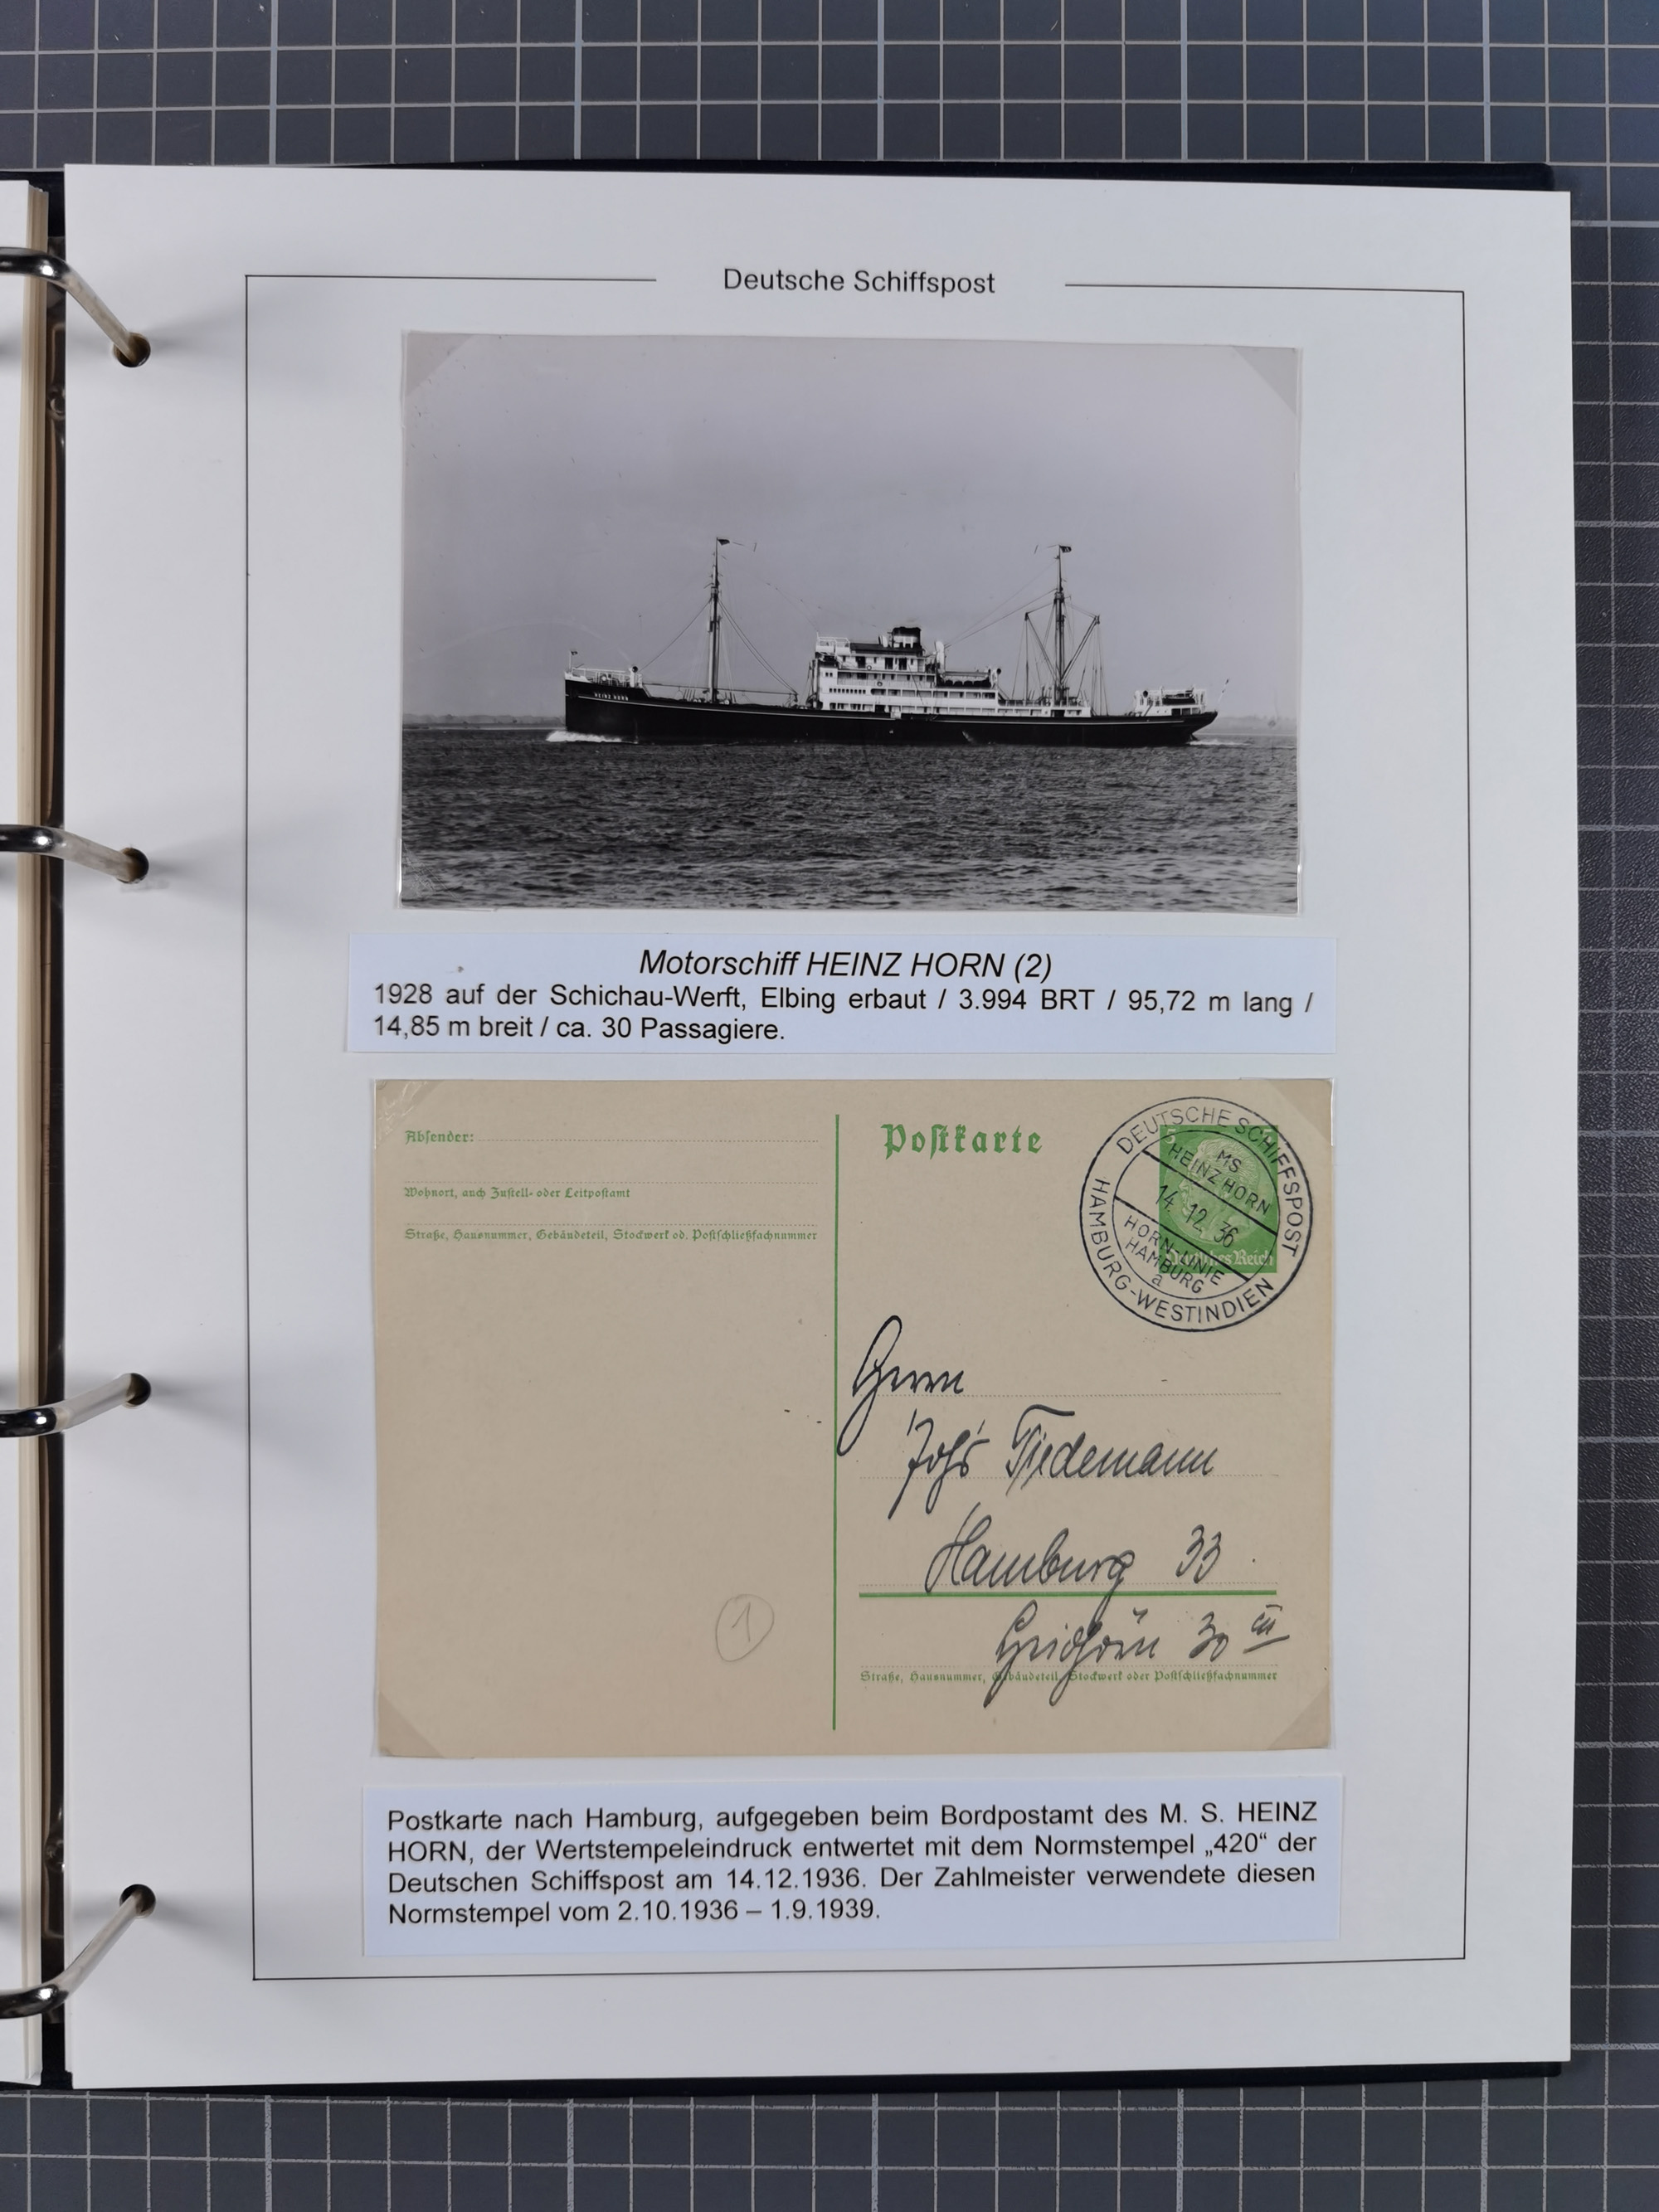 Deutsche Schiffspost
HEINZ HORN
Motorschiff HEINZ HORN (2)
1928 auf der Schichau-Werft, Elbing erbaut / 3.994 BRT / 95,72 m lang /
14,85 m breit / ca. 30 Passagiere.
Absender:
Wohnort, auch Zustell- oder Leitpostamt
Straße, Hausnummer, Gebäudeteil, Stockwerk od. Postschließfachnummer
Postkarte
DEUTSCHE SCHIFFSPOST
MS
HEINZ HORN
14. 12. 36
HORN-LINIE
HAMBURG
a
HAMBURG-WESTINDIEN
5
Deutsches Reich
Herrn
Johs Tiedemann
Hamburg 33
30 III
Straße, Hausnummer, Gebäudeteil, Stockwerk oder Postschließfachnummer
1
Postkarte nach Hamburg, aufgegeben beim Bordpostamt des M. S. HEINZ
HORN, der Wertstempeleindruck entwertet mit dem Normstempel „420“ der
Deutschen Schiffspost am 14.12.1936. Der Zahlmeister verwendete diesen
Normstempel vom 2.10.1936 – 1.9.1939.